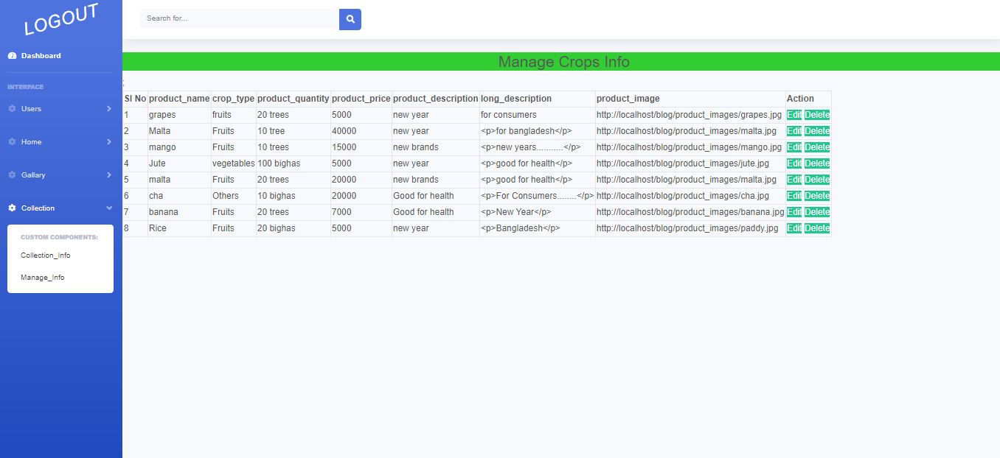 LOGOUT
Dashboard
INTERFACE
Users
Home
Gallary
Collection
CUSTOM COMPONENTS:
Collection_Info
Manage_Info
Search for...
Manage Crops Info
;
Sl No product_name crop_type product_quantity product_price product_description long_description product_image Action
1 grapes fruits 20 trees 5000 new year for consumers http://localhost/blog/product_images/grapes.jpg Edit Delete
2 Malta Fruits 10 tree 40000 new year <p>for bangladesh</p> http://localhost/blog/product_images/malta.jpg Edit Delete
3 mango Fruits 10 trees 15000 new brands <p>new years...........</p> http://localhost/blog/product_images/mango.jpg Edit Delete
4 Jute vegetables 100 bighas 5000 new year <p>good for health</p> http://localhost/blog/product_images/jute.jpg Edit Delete
5 malta Fruits 20 trees 20000 new brands <p>good for health</p> http://localhost/blog/product_images/malta.jpg Edit Delete
6 cha Others 10 bighas 20000 Good for health <p>For Consumers........</p> http://localhost/blog/product_images/cha.jpg Edit Delete
7 banana Fruits 20 trees 7000 Good for health <p>New Year</p> http://localhost/blog/product_images/banana.jpg Edit Delete
8 Rice Fruits 20 bighas 5000 new year <p>Bangladesh</p> http://localhost/blog/product_images/paddy.jpg Edit Delete